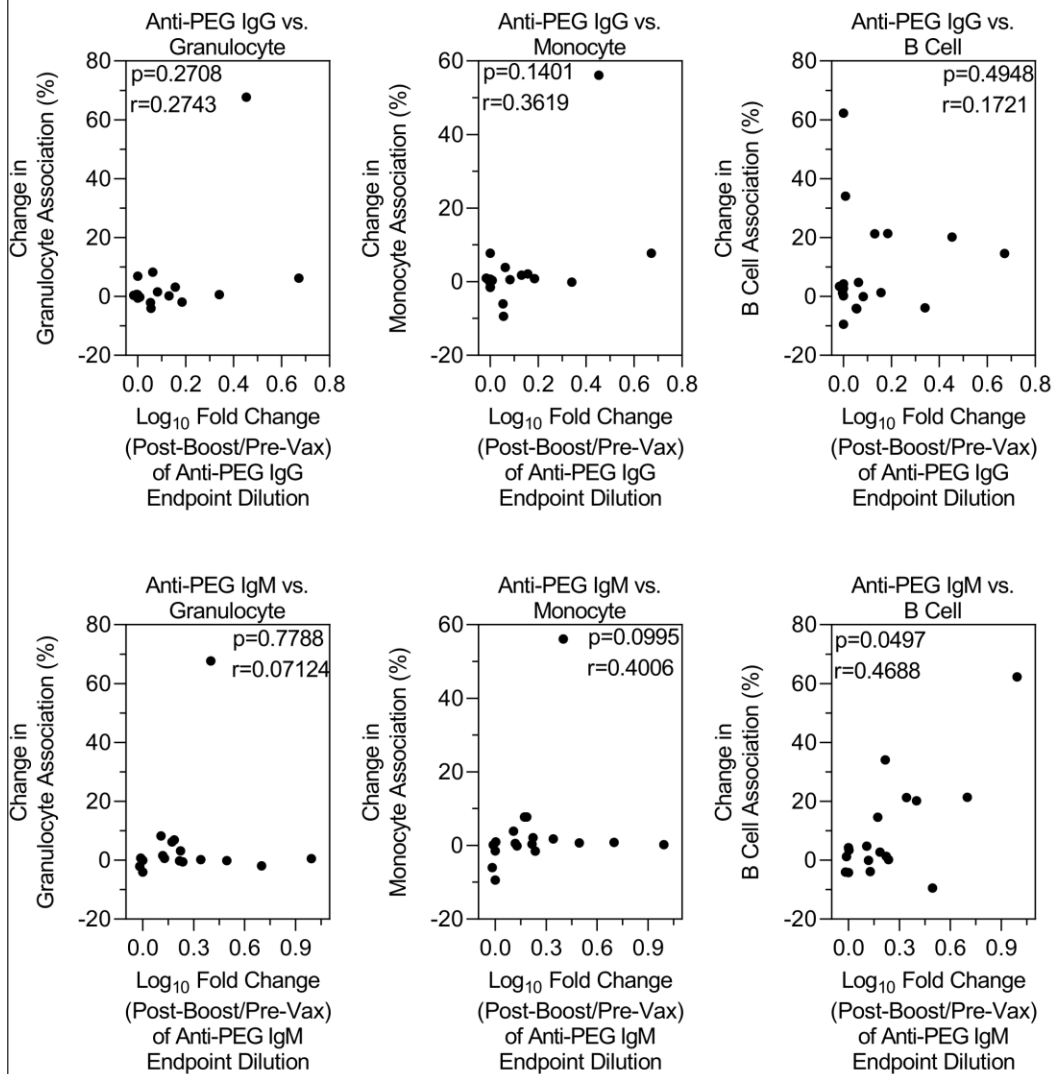 Anti-PEG IgG vs.
Granulocyte
p=0.2708
r=0.2743
Change in
Granulocyte Association (%)
80
60
40
20
0
-20
0.0 0.2 0.4 0.6 0.8
Log₁₀ Fold Change
(Post-Boost/Pre-Vax)
of Anti-PEG IgG
Endpoint Dilution
Anti-PEG IgG vs.
Monocyte
p=0.1401
r=0.3619
Change in
Monocyte Association (%)
60
40
20
0
-20
0.0 0.2 0.4 0.6 0.8
Log₁₀ Fold Change
(Post-Boost/Pre-Vax)
of Anti-PEG IgG
Endpoint Dilution
Anti-PEG IgG vs.
B Cell
p=0.4948
r=0.1721
Change in
B Cell Association (%)
80
60
40
20
0
-20
0.0 0.2 0.4 0.6 0.8
Log₁₀ Fold Change
(Post-Boost/Pre-Vax)
of Anti-PEG IgG
Endpoint Dilution
Anti-PEG IgM vs.
Granulocyte
p=0.7788
r=0.07124
Change in
Granulocyte Association (%)
80
60
40
20
0
-20
0.0 0.3 0.6 0.9
Log₁₀ Fold Change
(Post-Boost/Pre-Vax)
of Anti-PEG IgM
Endpoint Dilution
Anti-PEG IgM vs.
Monocyte
p=0.0995
r=0.4006
Change in
Monocyte Association (%)
60
40
20
0
-20
0.0 0.3 0.6 0.9
Log₁₀ Fold Change
(Post-Boost/Pre-Vax)
of Anti-PEG IgM
Endpoint Dilution
Anti-PEG IgM vs.
B Cell
p=0.0497
r=0.4688
Change in
B Cell Association (%)
80
60
40
20
0
-20
0.0 0.3 0.6 0.9
Log₁₀ Fold Change
(Post-Boost/Pre-Vax)
of Anti-PEG IgM
Endpoint Dilution